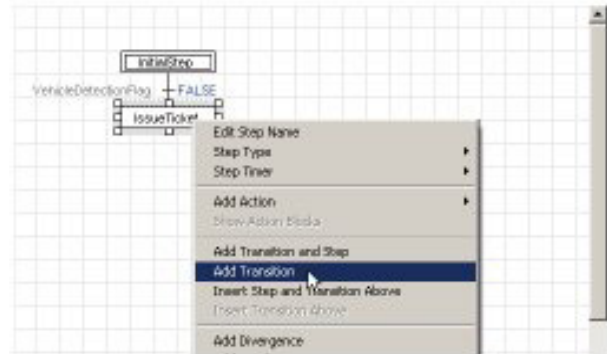 InitialStep
VehicleDetectionFlag FALSE
IssueTicket
Edit Step Name
Step Type
Step Timer
Add Action
Show Action Blocks
Add Transition and Step
Add Transition
Insert Step and Transition Above
Insert Transition Above
Add Divergence